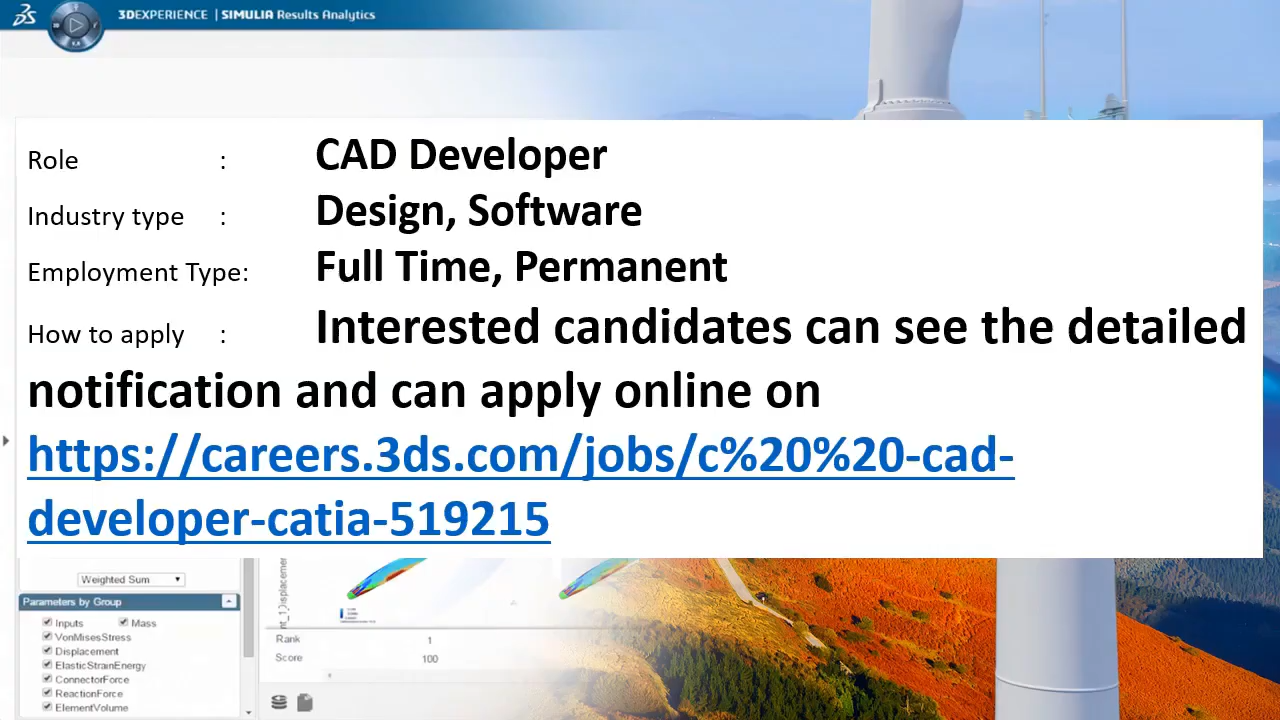 3DEXPERIENCE | SIMULIA Results Analytics
Role : CAD Developer
Industry type : Design, Software
Employment Type: Full Time, Permanent
How to apply : Interested candidates can see the detailed
notification and can apply online on
https://careers.3ds.com/jobs/c%20%20-cad-
developer-catia-519215
Weighted Sum
Parameters by Group
Inputs Mass
VonMisesStress
Displacement
ElasticStrainEnergy
ConnectorForce
ReactionForce
ElementVolume
Rank 1
Score 100